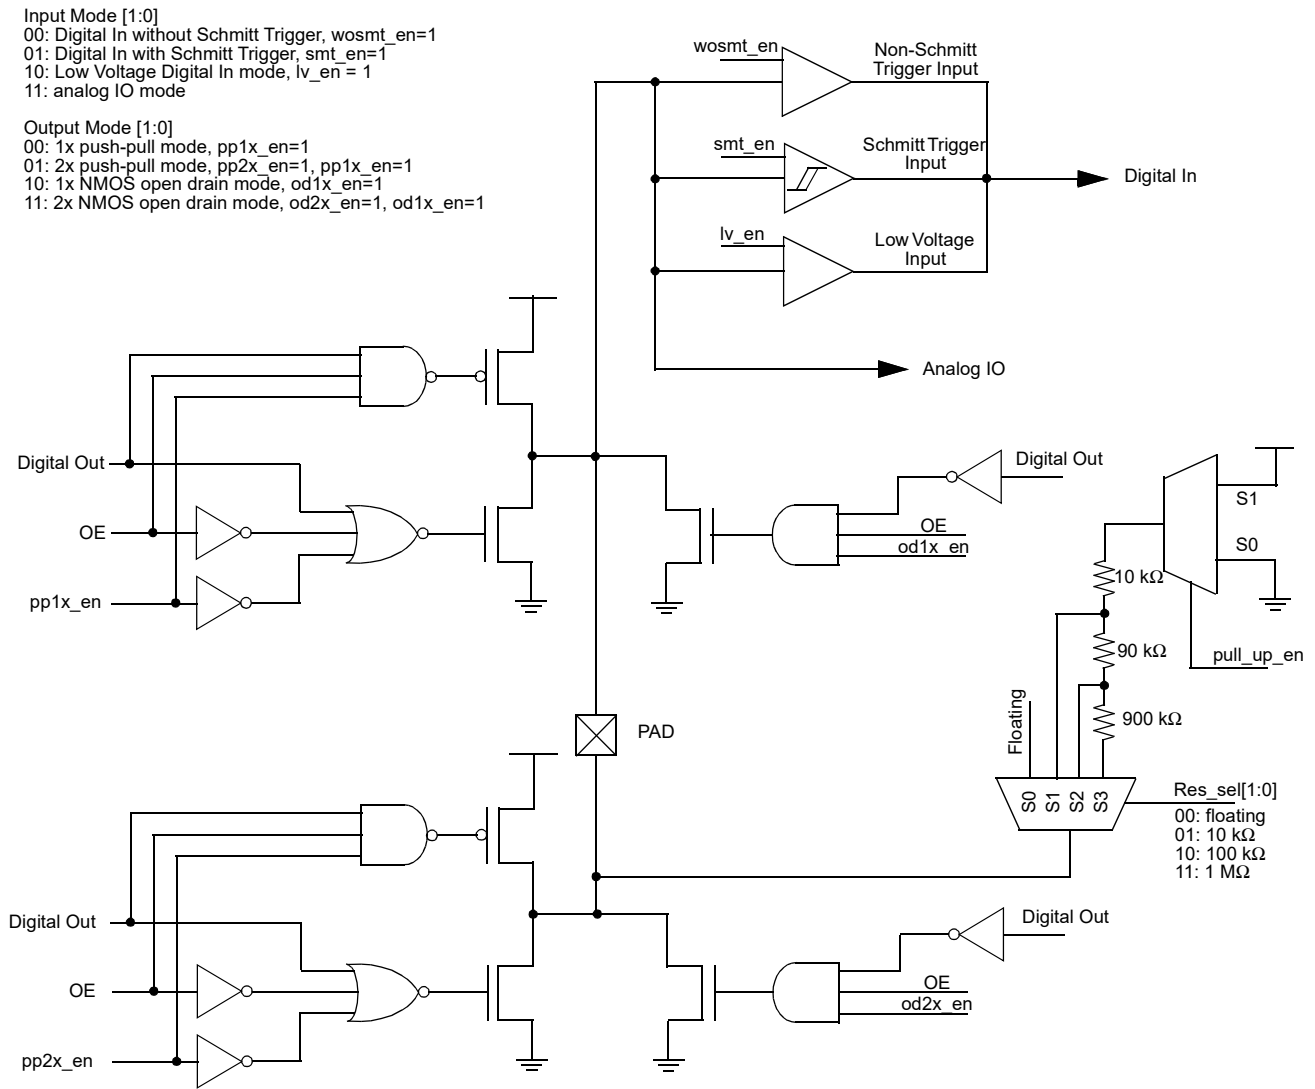 Input Mode [1:0]
00: Digital In without Schmitt Trigger, wosmt_en=1
01: Digital In with Schmitt Trigger, smt_en=1
10: Low Voltage Digital In mode, lv_en = 1
11: analog IO mode
Output Mode [1:0]
00: 1x push-pull mode, pp1x_en=1
01: 2x push-pull mode, pp2x_en=1, pp1x_en=1
10: 1x NMOS open drain mode, od1x_en=1
11: 2x NMOS open drain mode, od2x_en=1, od1x_en=1
wosmt_en
Non-Schmitt
Trigger Input
smt_en
Schmitt Trigger
Input
Digital In
lv_en
Low Voltage
Input
Analog IO
Digital Out
OE
pp1x_en
Digital Out
OE
od1x_en
S1
S0
10 kΩ
90 kΩ
900 kΩ
pull_up_en
Floating
PAD
S0
S1
S2
S3
Res_sel[1:0]
00: floating
01: 10 kΩ
10: 100 kΩ
11: 1 MΩ
Digital Out
OE
pp2x_en
Digital Out
OE
od2x_en